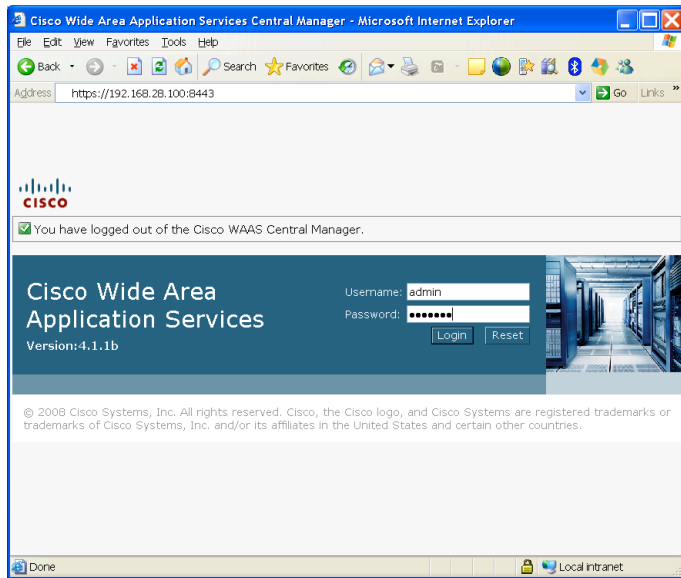 Cisco Wide Area Application Services Central Manager - Microsoft Internet Explorer
File Edit View Favorites Tools Help
Back Search Favorites
Address https://192.168.28.100:8443 Go Links »
CISCO
You have logged out of the Cisco WAAS Central Manager.
Cisco Wide Area
Application Services
Version:4.1.1b
Username: admin
Password: •••••••
Login Reset
© 2008 Cisco Systems, Inc. All rights reserved. Cisco, the Cisco logo, and Cisco Systems are registered trademarks or
trademarks of Cisco Systems, Inc. and/or its affiliates in the United States and certain other countries.
Done Local intranet